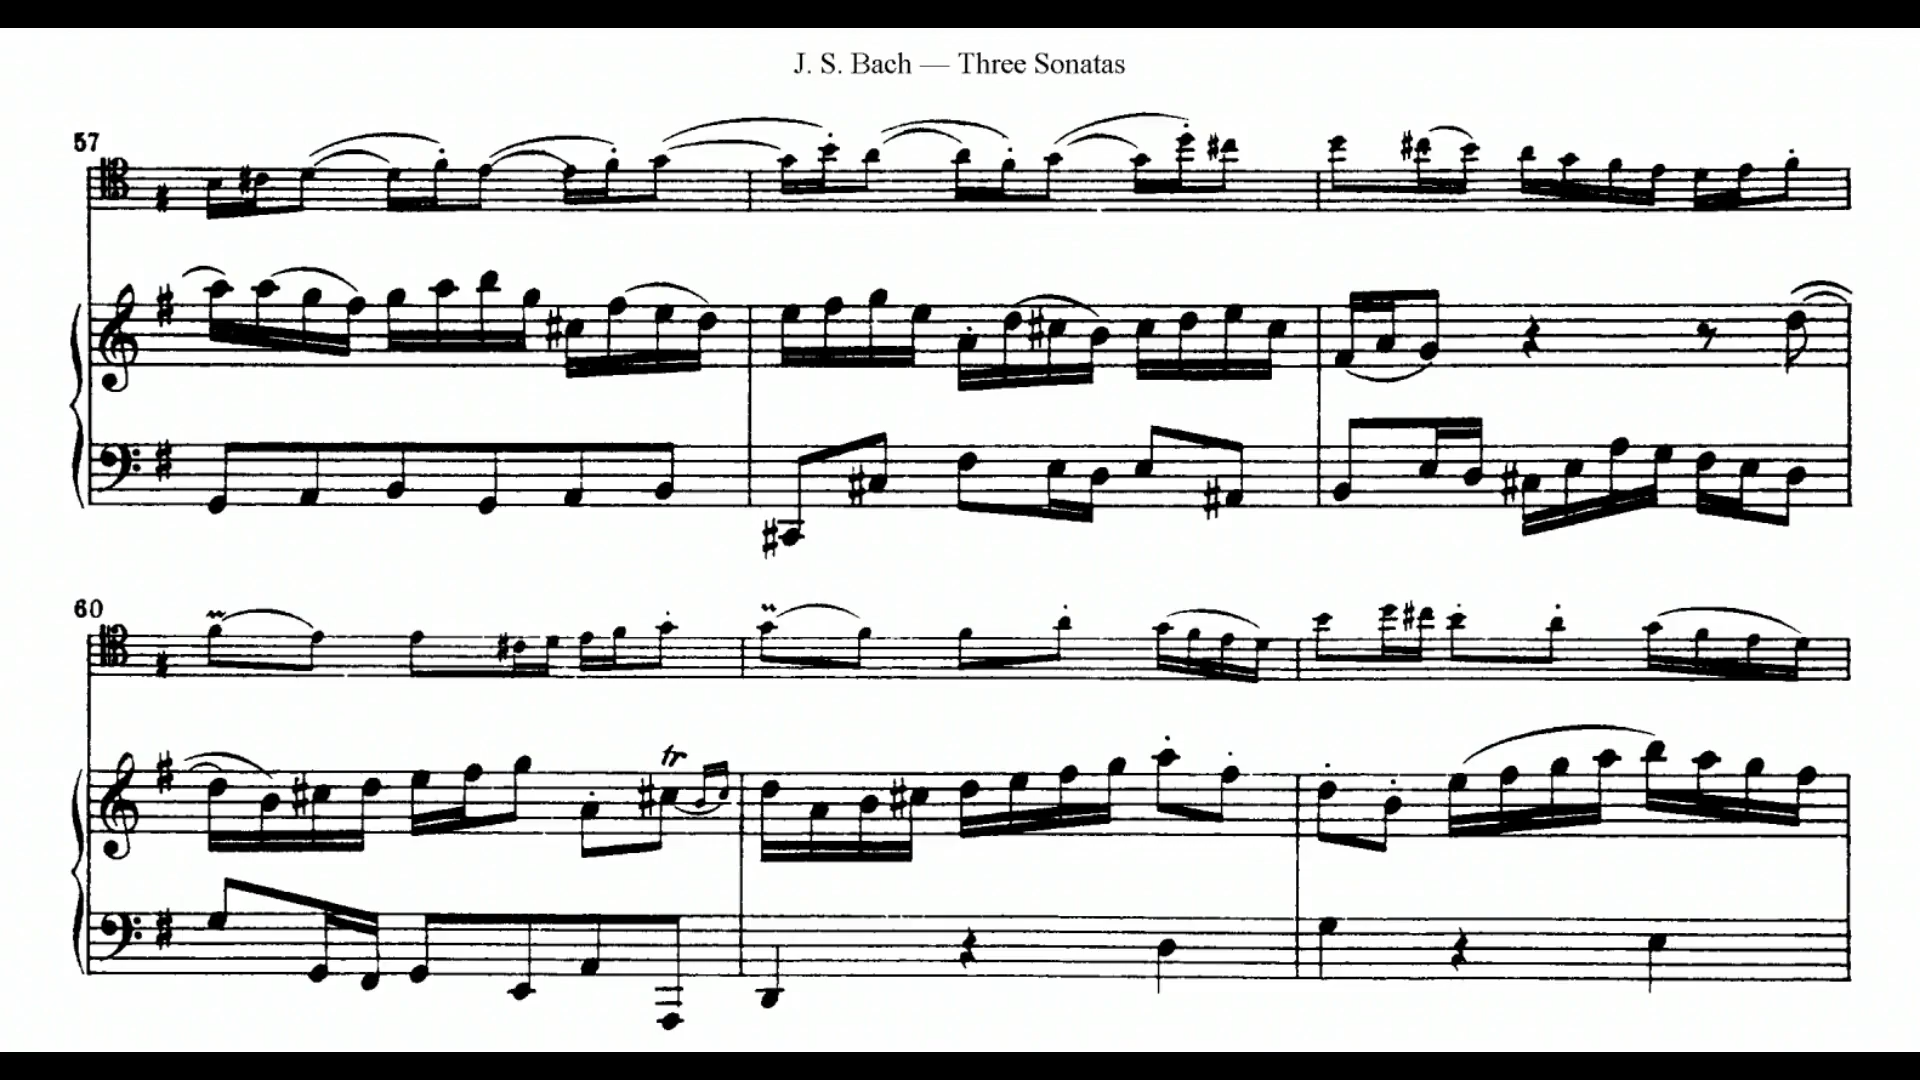 J. S. Bach — Three Sonatas
57
tr
60